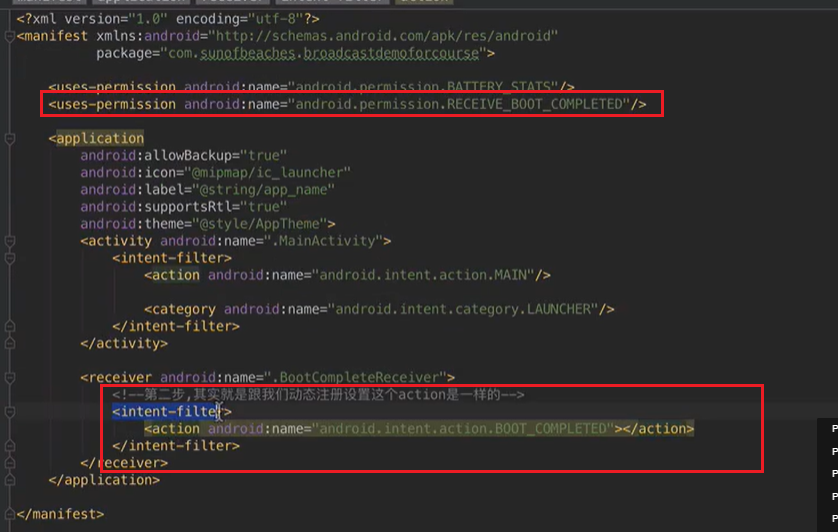 <?xml version="1.0" encoding="utf-8"?>
<manifest xmlns:android="http://schemas.android.com/apk/res/android"
package="com.sunofbeaches.broadcastdemoforcourse">
<uses-permission android:name="android.permission.BATTERY_STATS"/>
<uses-permission android:name="android.permission.RECEIVE_BOOT_COMPLETED"/>
<application
android:allowBackup="true"
android:icon="@mipmap/ic_launcher"
android:label="@string/app_name"
android:supportsRtl="true"
android:theme="@style/AppTheme">
<activity android:name=".MainActivity">
<intent-filter>
<action android:name="android.intent.action.MAIN"/>
<category android:name="android.intent.category.LAUNCHER"/>
</intent-filter>
</activity>
<receiver android:name=".BootCompleteReceiver">
<!--第二步,其实就是跟我们动态注册设置这个action是一样的-->
<intent-filter>
<action android:name="android.intent.action.BOOT_COMPLETED"></action>
</intent-filter>
</receiver>
</application>
</manifest>